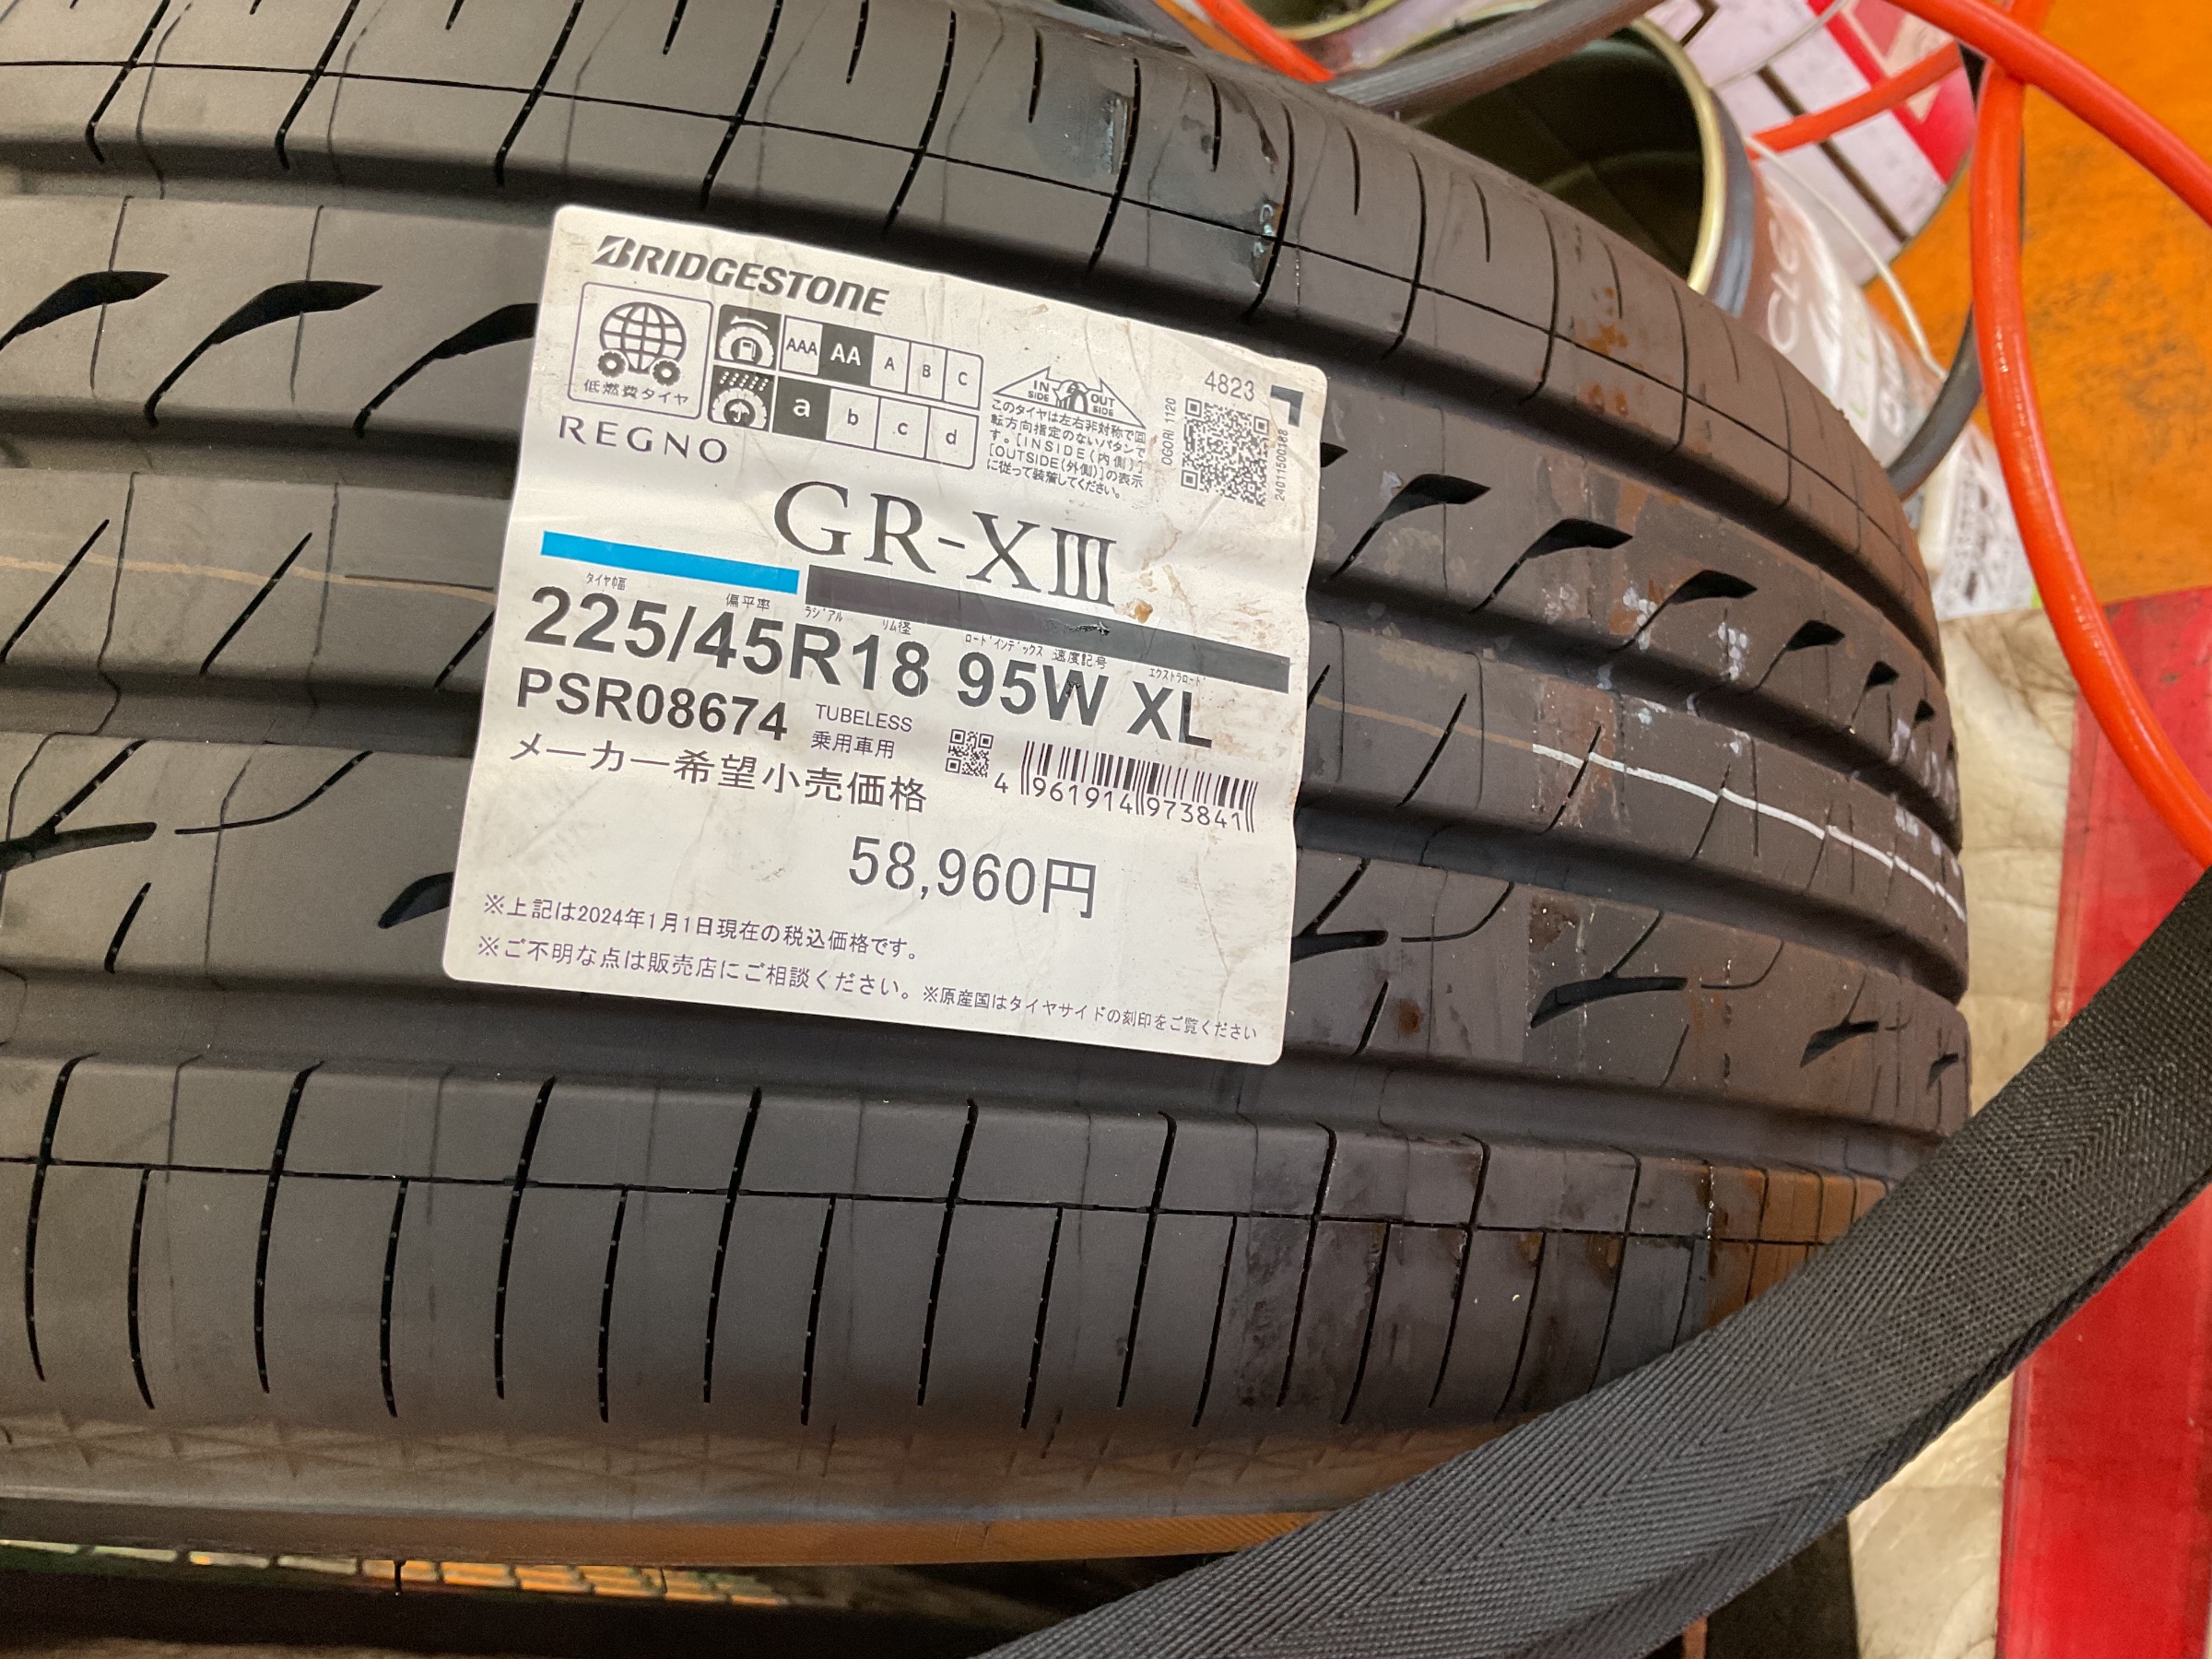 BRIDGESTONE
低燃費タイヤ
AAA AA A B C
a b c d
REGNO
IN SIDE OUT SIDE
このタイヤは左右非対称で回
転方向指定のないパタンで
す。[INSIDE(内側)]
[OUTSIDE(外側)]の表示
に従って装着してください。
4823
OGORI 1120
GR-XIII
タイヤ巾幅 偏平率 ラジアル リム径 ロードインデックス 速度記号 エクストラロード
225/45R18 95W XL
PSR08674
TUBELESS
乗用車用
メーカー希望小売価格
4 961914 973841
58,960円
※上記は2024年1月1日現在の税込価格です。
※ご不明な点は販売店にご相談ください。※原産国はタイヤサイドの刻印をご覧ください